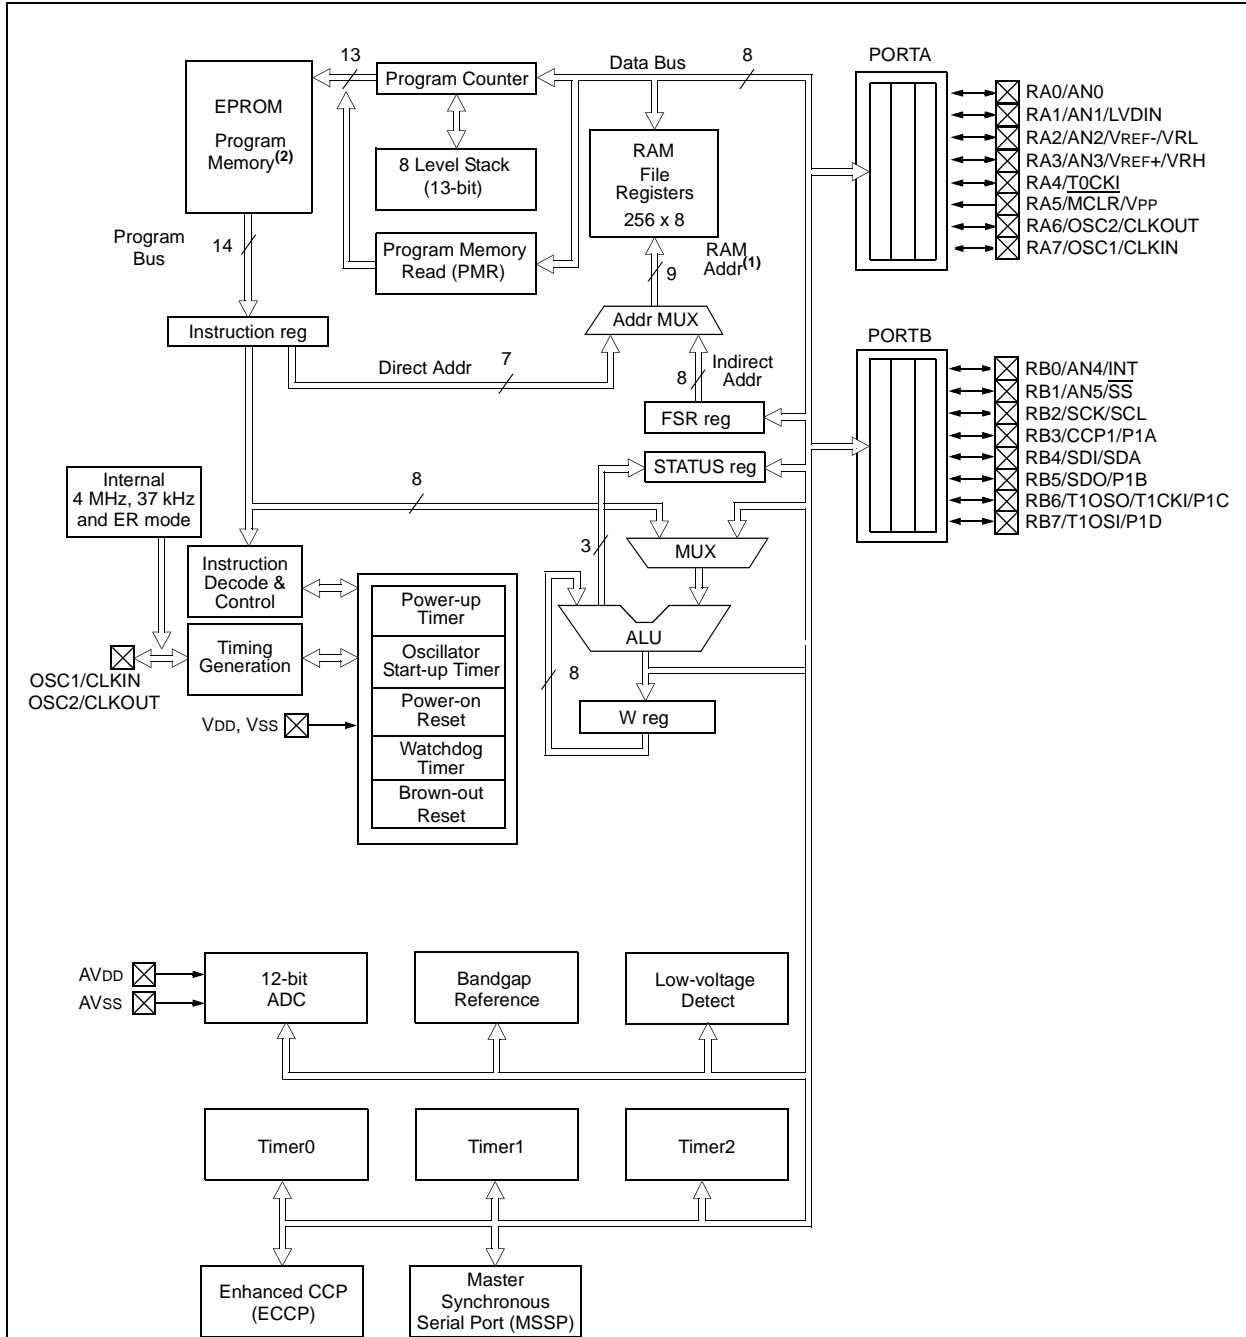 13
Data Bus
8
PORTA
EPROM
Program
Memory(2)
Program Counter
8 Level Stack
(13-bit)
RAM
File
Registers
256 x 8
RA0/AN0
RA1/AN1/LVDIN
RA2/AN2/VREF-/VRL
RA3/AN3/VREF+/VRH
RA4/T0CKI
RA5/MCLR/VPP
RA6/OSC2/CLKOUT
RA7/OSC1/CLKIN
Program
Bus
14
Program Memory
Read (PMR)
RAM
Addr(1)
9
Instruction reg
Addr MUX
PORTB
Direct Addr
7
8
Indirect
Addr
FSR reg
RB0/AN4/INT
RB1/AN5/SS
RB2/SCK/SCL
RB3/CCP1/P1A
RB4/SDI/SDA
RB5/SDO/P1B
RB6/T1OSO/T1CKI/P1C
RB7/T1OSI/P1D
STATUS reg
Internal
4 MHz, 37 kHz
and ER mode
8
3
MUX
Instruction
Decode &
Control
Power-up
Timer
ALU
Timing
Generation
Oscillator
Start-up Timer
8
OSC1/CLKIN
OSC2/CLKOUT
VDD, VSS
Power-on
Reset
W reg
Watchdog
Timer
Brown-out
Reset
AVDD
AVSS
12-bit
ADC
Bandgap
Reference
Low-voltage
Detect
Timer0
Timer1
Timer2
Enhanced CCP
(ECCP)
Master
Synchronous
Serial Port (MSSP)